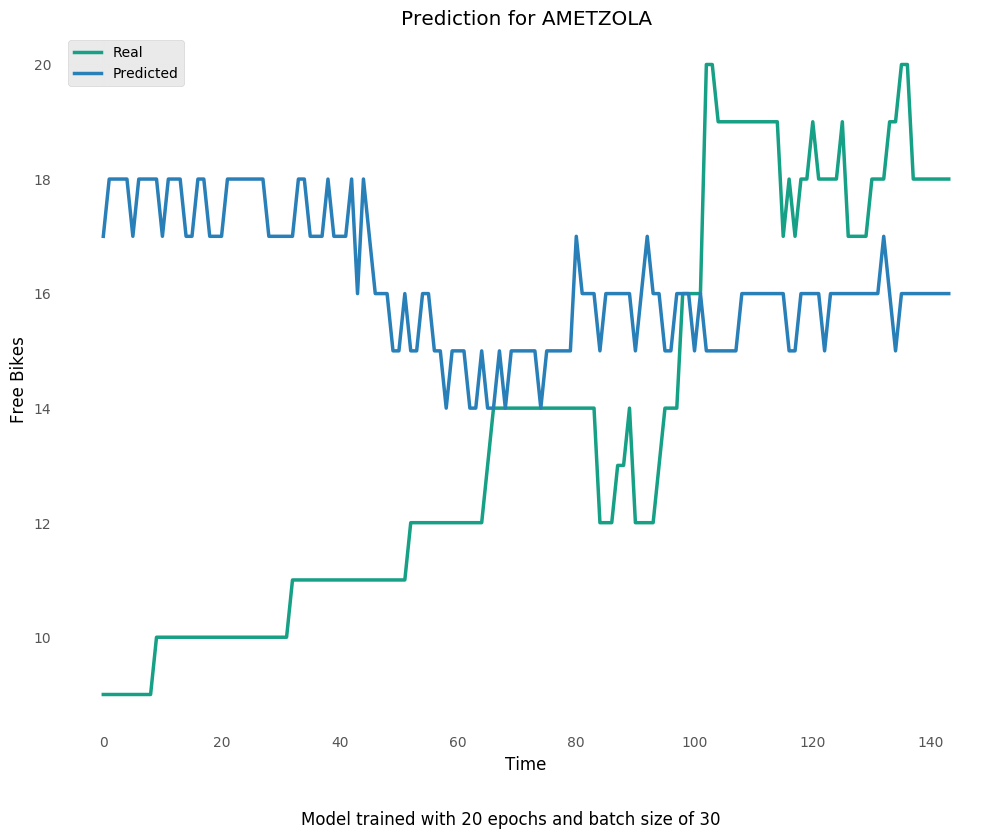 Prediction for AMETZOLA
Real
Predicted
20
18
16
14
12
10
Free Bikes
0 20 40 60 80 100 120 140
Time
Model trained with 20 epochs and batch size of 30